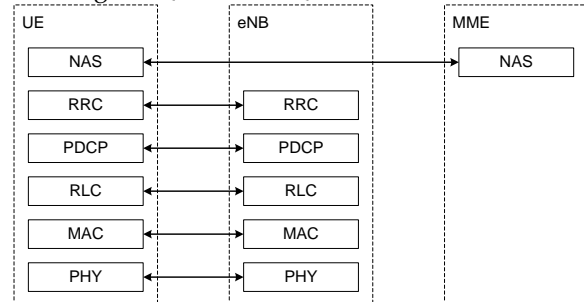 UE eNB MME
NAS NAS
RRC RRC
PDCP PDCP
RLC RLC
MAC MAC
PHY PHY